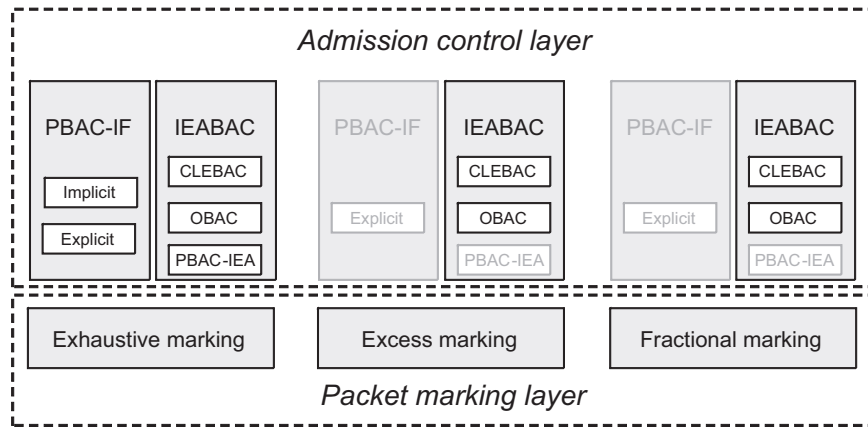 Admission control layer
PBAC-IF
Implicit
Explicit
IEABAC
CLEBAC
OBAC
PBAC-IEA
PBAC-IF
Explicit
IEABAC
CLEBAC
OBAC
PBAC-IEA
PBAC-IF
Explicit
IEABAC
CLEBAC
OBAC
PBAC-IEA
Exhaustive marking
Excess marking
Fractional marking
Packet marking layer